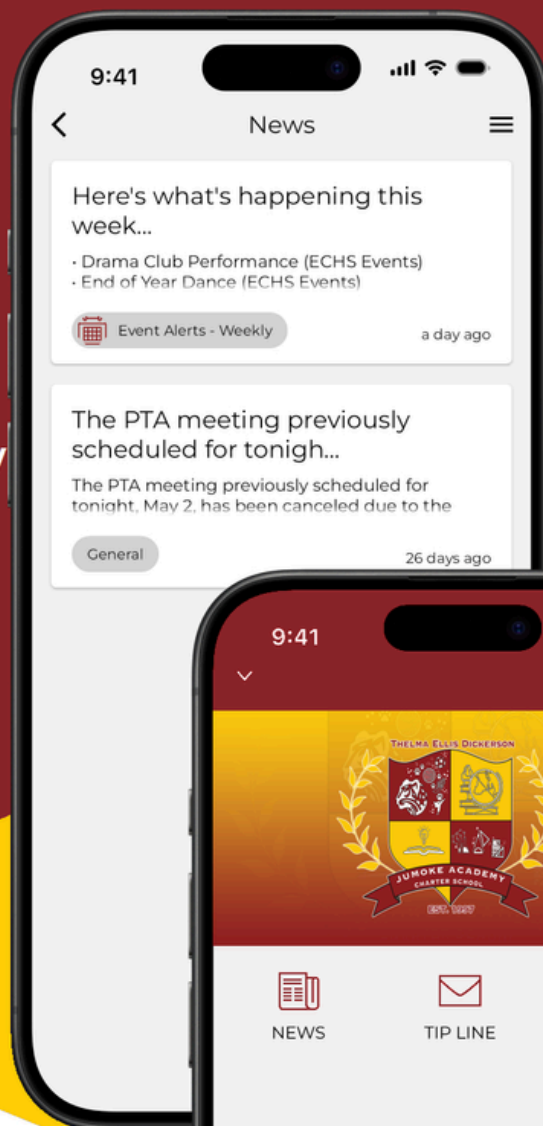 9:41
News
Here's what's happening this
week...
• Drama Club Performance (ECHS Events)
• End of Year Dance (ECHS Events)
Event Alerts - Weekly
a day ago
The PTA meeting previously
scheduled for tonigh...
The PTA meeting previously scheduled for
tonight, May 2, has been canceled due to the
General
26 days ago
y
9:41
THELMA ELLIS DICKERSON
JUMOKE ACADEMY
CHARTER SCHOOL
EST. 1997
NEWS
TIP LINE